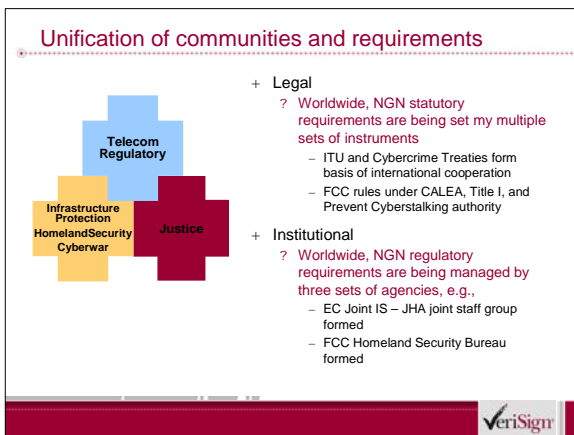 Unification of communities and requirements
Telecom
Regulatory
Infrastructure
Protection
HomelandSecurity
Cyberwar
Justice
+ Legal
? Worldwide, NGN statutory
requirements are being set my multiple
sets of instruments
– ITU and Cybercrime Treaties form
basis of international cooperation
– FCC rules under CALEA, Title I, and
Prevent Cyberstalking authority
+ Institutional
? Worldwide, NGN regulatory
requirements are being managed by
three sets of agencies, e.g.,
– EC Joint IS – JHA joint staff group
formed
– FCC Homeland Security Bureau
formed
VeriSign